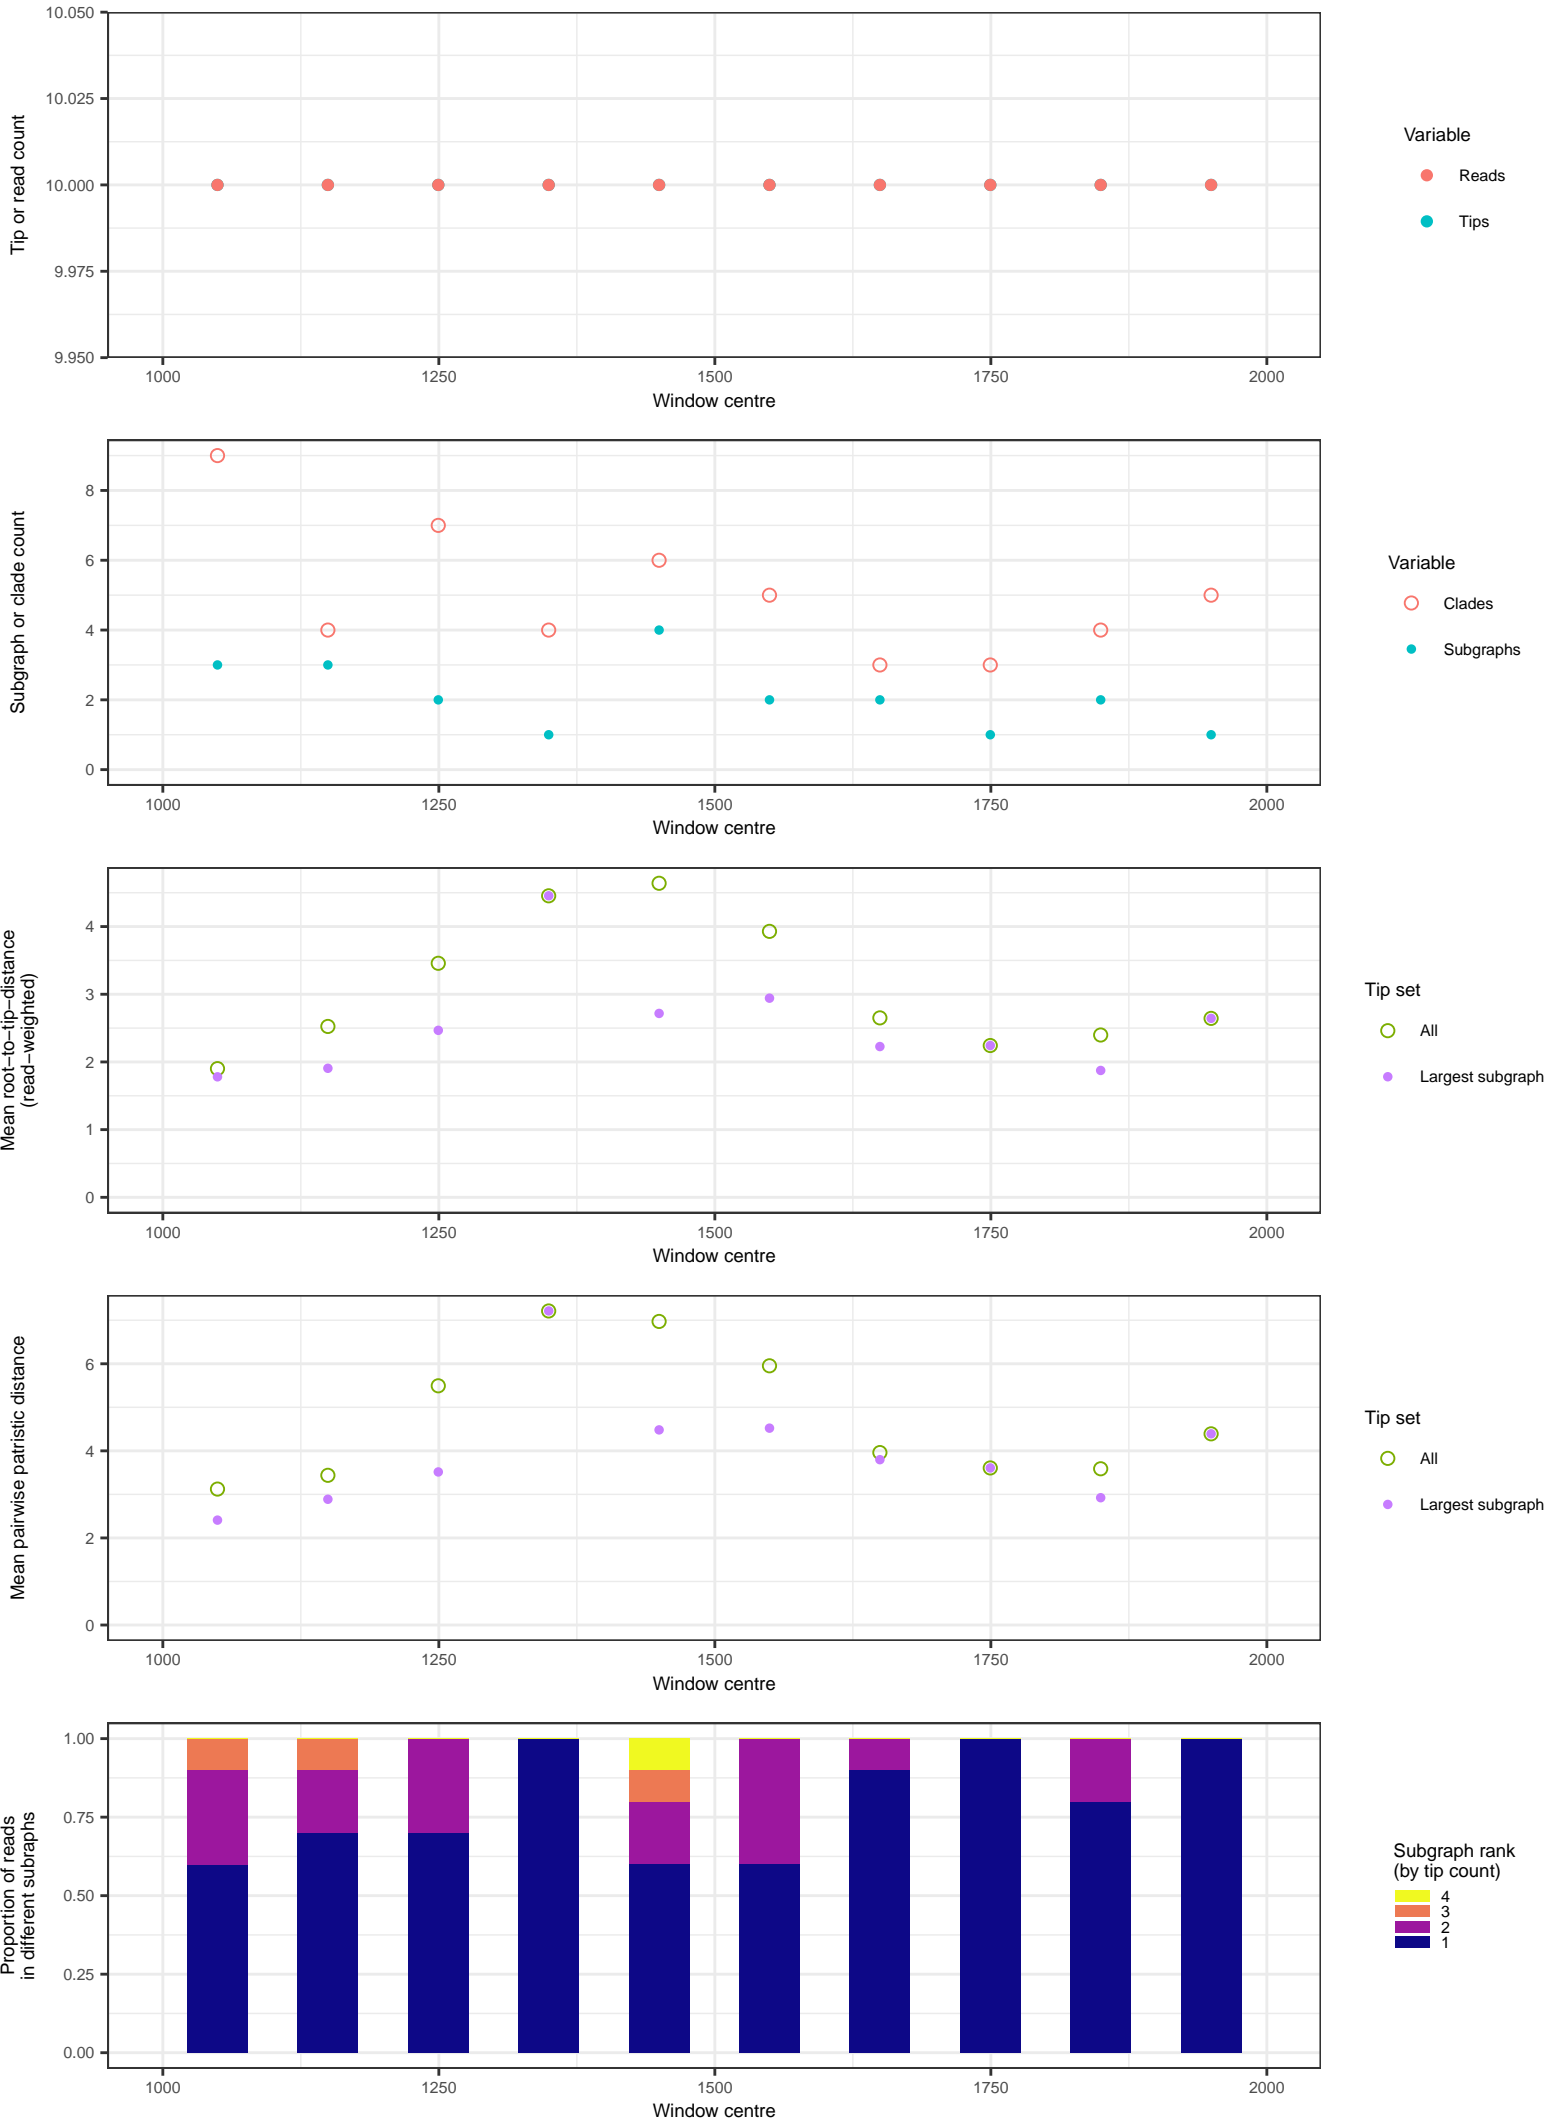 10.050
10.025
10.000
9.975
9.950
Tip or read count
1000 1250 1500 1750 2000
Window centre
Variable
Reads
Tips
8
6
4
2
0
Subgraph or clade count
1000 1250 1500 1750 2000
Window centre
Variable
Clades
Subgraphs
4
3
2
1
0
Mean root−to−tip−distance
(read−weighted)
1000 1250 1500 1750 2000
Window centre
Tip set
All
Largest subgraph
6
4
2
0
Mean pairwise patristic distance
1000 1250 1500 1750 2000
Window centre
Tip set
All
Largest subgraph
1.00
0.75
0.50
0.25
0.00
Proportion of reads
in different subraphs
1000 1250 1500 1750 2000
Window centre
Subgraph rank
(by tip count)
4
3
2
1